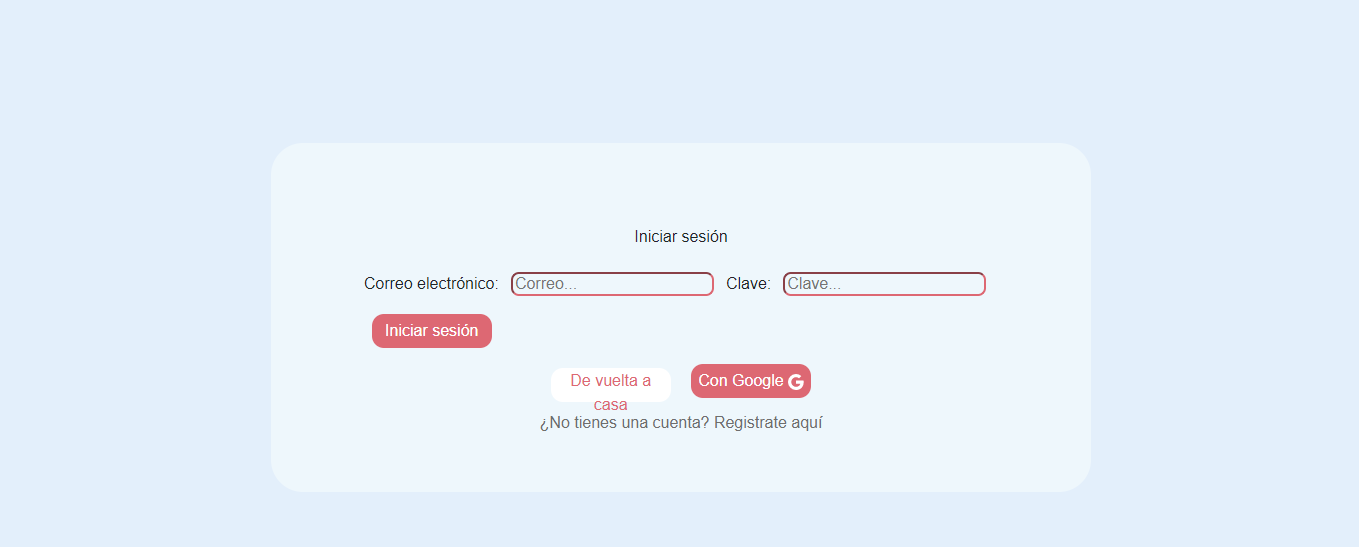 Iniciar sesión
Correo electrónico: Correo... Clave: Clave...
Iniciar sesión
De vuelta a
casa
Con Google G
¿No tienes una cuenta? Registrate aquí